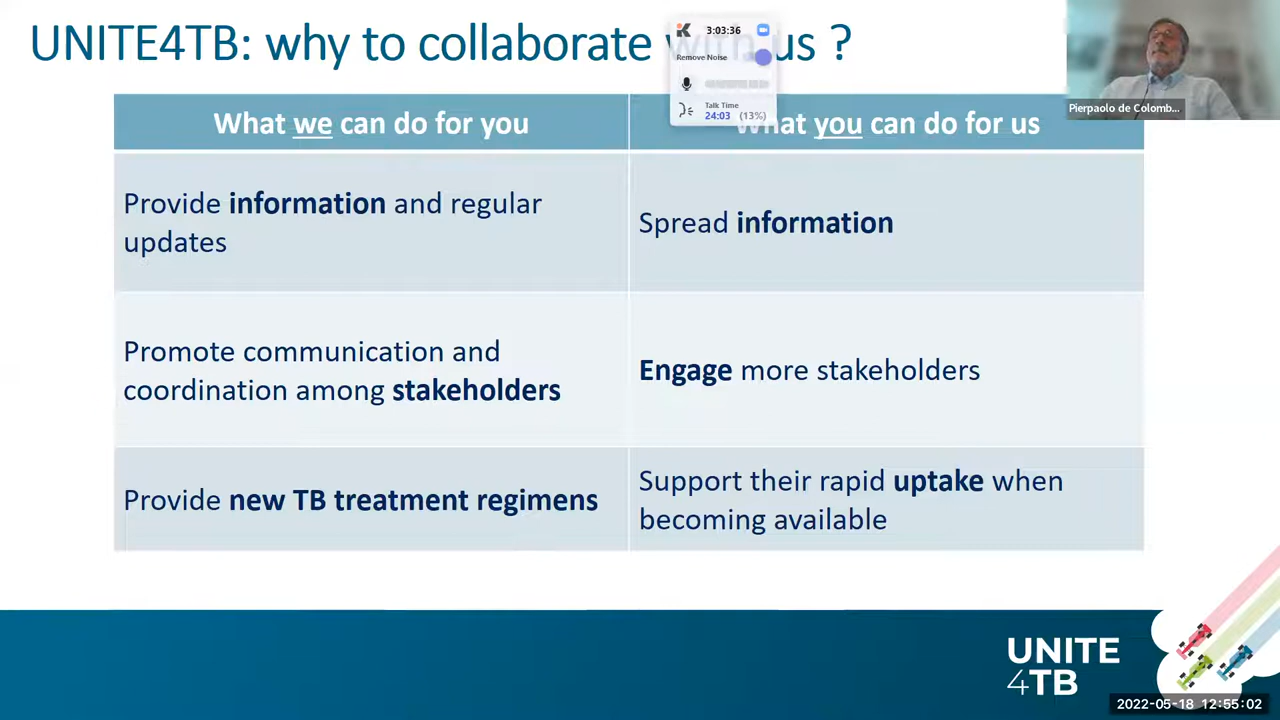 UNITE4TB: why to collaborate with us ?
3:03:36
Remove Noise
Talk Time
24:03 (13%)
Pierpaolo de Colomb...
What we can do for you
What you can do for us
Provide information and regular
updates
Spread information
Promote communication and
coordination among stakeholders
Engage more stakeholders
Provide new TB treatment regimens
Support their rapid uptake when
becoming available
UNITE
4TB
2022-05-18 12:55:02